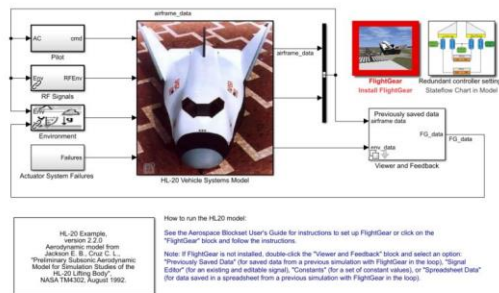 airframe_data
AC
cmd
Pilot
airframe_data
Env
RFEnv
RF Signals
Env
Environment
Failures
Actuator System Failures
HL-20 Vehicle Systems Model
FlightGear
Install FlightGear
Redundant controller setting
Stateflow Chart in Model
Previously saved data
airframe data
FG_data
FG_data
env_data
Viewer and Feedback
HL-20 Example,
version 2.2.0
Aerodynamic model from
Jackson E. B., Cruz C. L.,
"Preliminary Subsonic Aerodynamic
Model for Simulation Studies of the
HL-20 Lifting Body",
NASA TM4302, August 1992.
How to run the HL20 model:
See the Aerospace Blockset User's Guide for instructions to set up FlightGear or click on the
"FlightGear" block and follow the instructions.
Note: If FlightGear is not installed, double-click the "Viewer and Feedback" block and select an option:
"Previously Saved Data" (for saved data from a previous simulation with FlightGear in the loop), "Signal
Editor" (for an existing and editable signal), "Constants" (for a set of constant values), or "Spreadsheet Data"
(for data saved in a spreadsheet from a previous simulation with FlightGear in the loop).